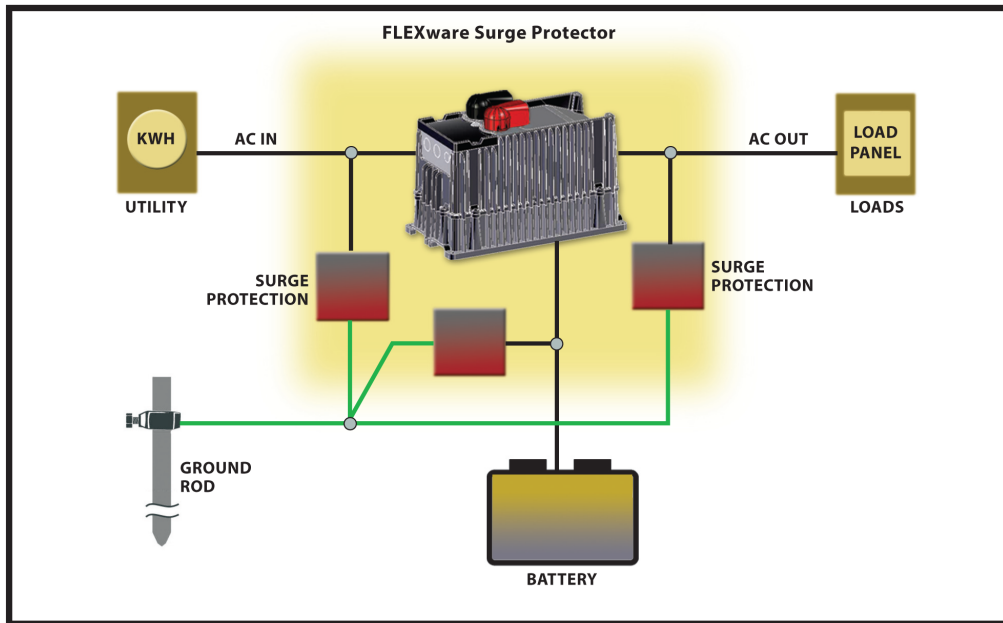 FLEXware Surge Protector
KWH
AC IN
AC OUT
LOAD
PANEL
UTILITY
LOADS
SURGE
PROTECTION
SURGE
PROTECTION
GROUND
ROD
BATTERY